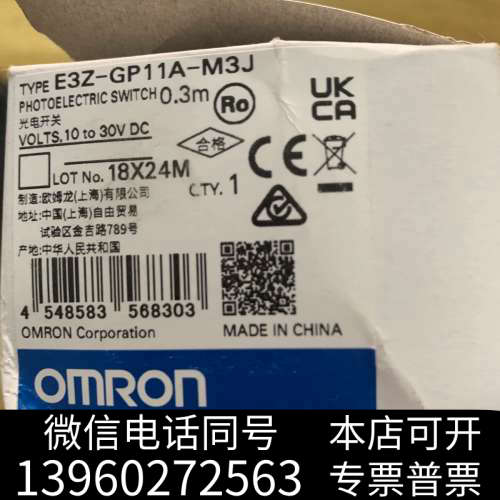 TYPE E3Z-GP11A-M3J
PHOTOELECTRIC SWITCH 0.3m
光电开关
VOLTS.10 to 30V DC
Ro
UK
CA
合格
CE
LOT No. 18X24M
QTY. 1
制造:欧姆龙(上海)有限公司
地址:中国(上海)自由贸易
试验区金吉路789号
产地:中华人民共和国
4 548583 568303
OMRON Corporation
MADE IN CHINA
OMRON
微信电话同号
13960272563
本店可开
专票普票